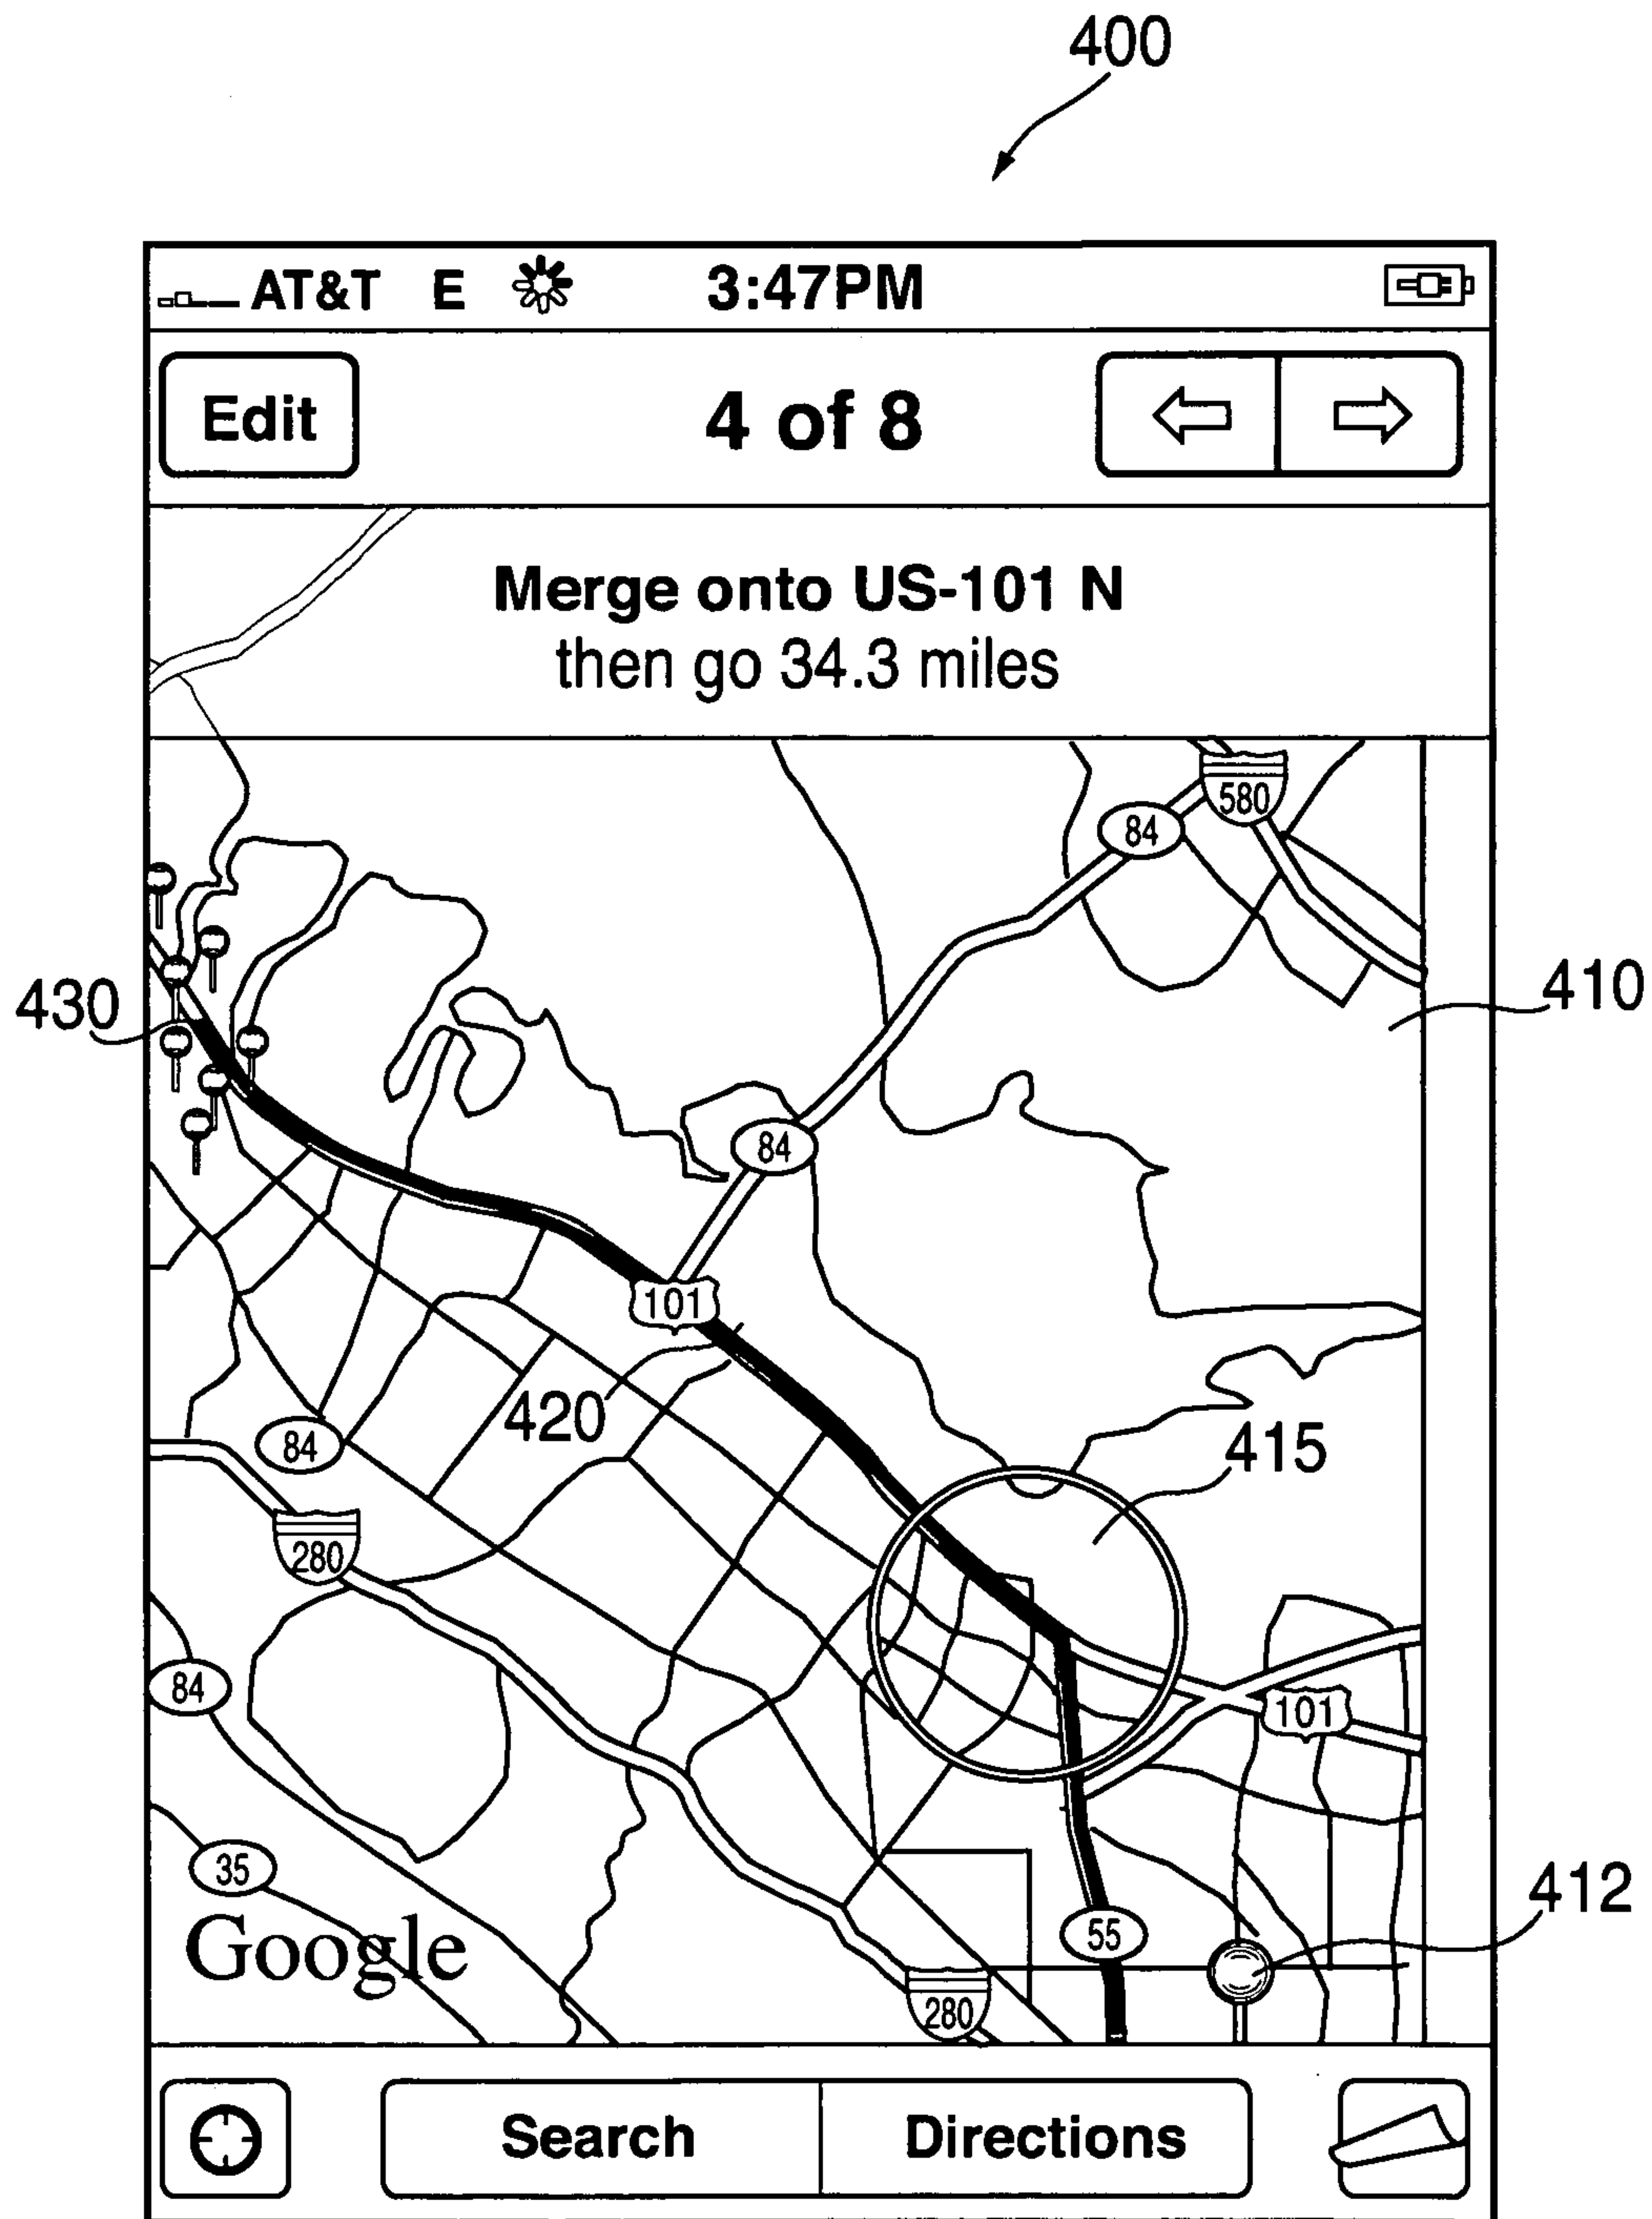 400
AT&T E 3:47PM
Edit 4 of 8
Merge onto US-101 N
then go 34.3 miles
580
84
410
430
84
101
420
415
84
280
84
101
35
412
55
Google
280
Search Directions